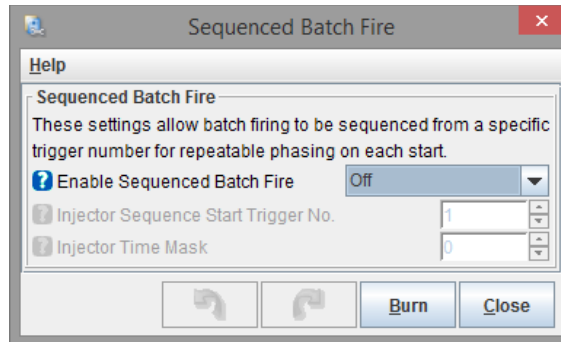 Sequenced Batch Fire
Help
Sequenced Batch Fire
These settings allow batch firing to be sequenced from a specific
trigger number for repeatable phasing on each start.
Enable Sequenced Batch Fire Off
Injector Sequence Start Trigger No. 1
Injector Time Mask 0
Burn Close